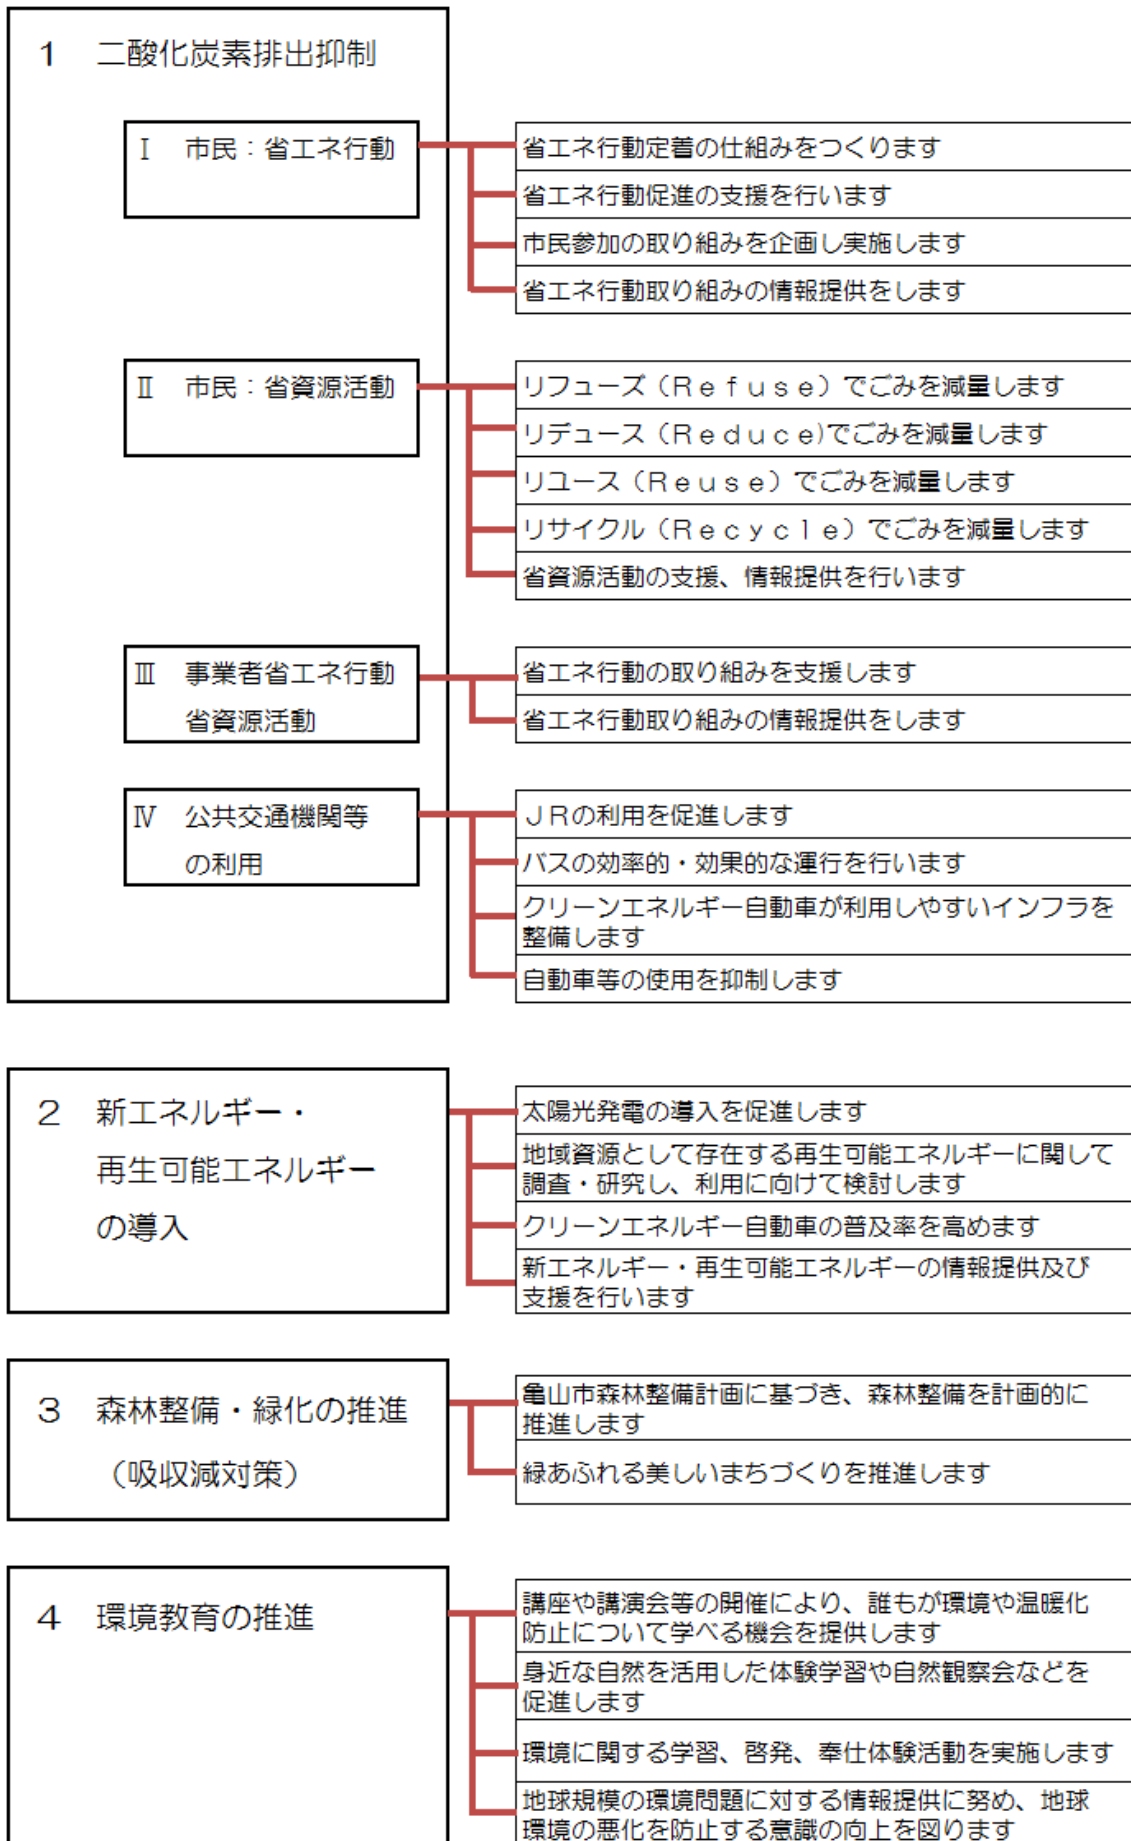 1 二酸化炭素排出抑制
Ⅰ 市民：省エネ行動
省エネ行動定着の仕組みをつくります
省エネ行動促進の支援を行います
市民参加の取り組みを企画し実施します
省エネ行動取り組みの情報提供をします
Ⅱ 市民：省資源活動
リフューズ（Ｒｅｆｕｓｅ）でごみを減量します
リデュース（Ｒｅｄｕｃｅ)でごみを減量します
リユース（Ｒｅｕｓｅ）でごみを減量します
リサイクル（Ｒｅｃｙｃｌｅ）でごみを減量します
省資源活動の支援、情報提供を行います
Ⅲ 事業者省エネ行動
省資源活動
省エネ行動の取り組みを支援します
省エネ行動取り組みの情報提供をします
Ⅳ 公共交通機関等
の利用
ＪＲの利用を促進します
バスの効率的・効果的な運行を行います
クリーンエネルギー自動車が利用しやすいインフラを
整備します
自動車等の使用を抑制します
2 新エネルギー・
再生可能エネルギー
の導入
太陽光発電の導入を促進します
地域資源として存在する再生可能エネルギーに関して
調査・研究し、利用に向けて検討します
クリーンエネルギー自動車の普及率を高めます
新エネルギー・再生可能エネルギーの情報提供及び
支援を行います
3 森林整備・緑化の推進
（吸収減対策）
亀山市森林整備計画に基づき、森林整備を計画的に
推進します
緑あふれる美しいまちづくりを推進します
4 環境教育の推進
講座や講演会等の開催により、誰もが環境や温暖化
防止について学べる機会を提供します
身近な自然を活用した体験学習や自然観察会などを
促進します
環境に関する学習、啓発、奉仕体験活動を実施します
地球規模の環境問題に対する情報提供に努め、地球
環境の悪化を防止する意識の向上を図ります